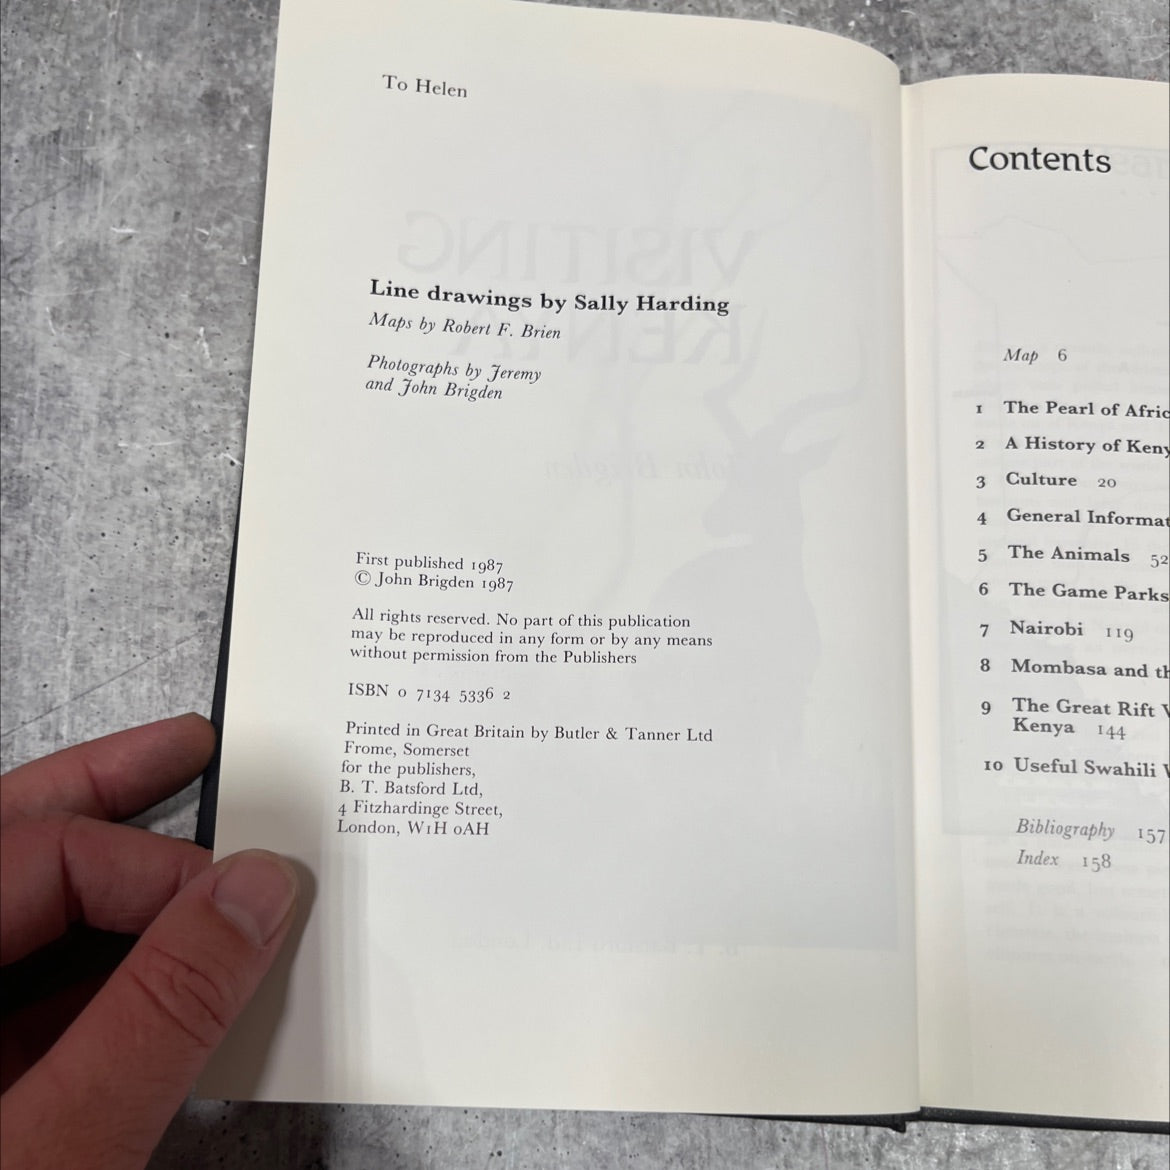 To Helen
Line drawings by Sally Harding
Maps by Robert F. Brien
Photographs by Jeremy
and John Brigden
First published 1987
© John Brigden 1987
All rights reserved. No part of this publication
may be reproduced in any form or by any means
without permission from the Publishers
ISBN 0 7134 5336 2
Printed in Great Britain by Butler & Tanner Ltd
Frome, Somerset
for the publishers,
B. T. Batsford Ltd,
4 Fitzhardinge Street,
London, W1H 0AH
Contents
Map 6
1 The Pearl of Afric
2 A History of Keny
3 Culture 20
4 General Informat
5 The Animals 52
6 The Game Parks
7 Nairobi 119
8 Mombasa and th
9 The Great Rift V
Kenya 144
10 Useful Swahili V
Bibliography 157
Index 158